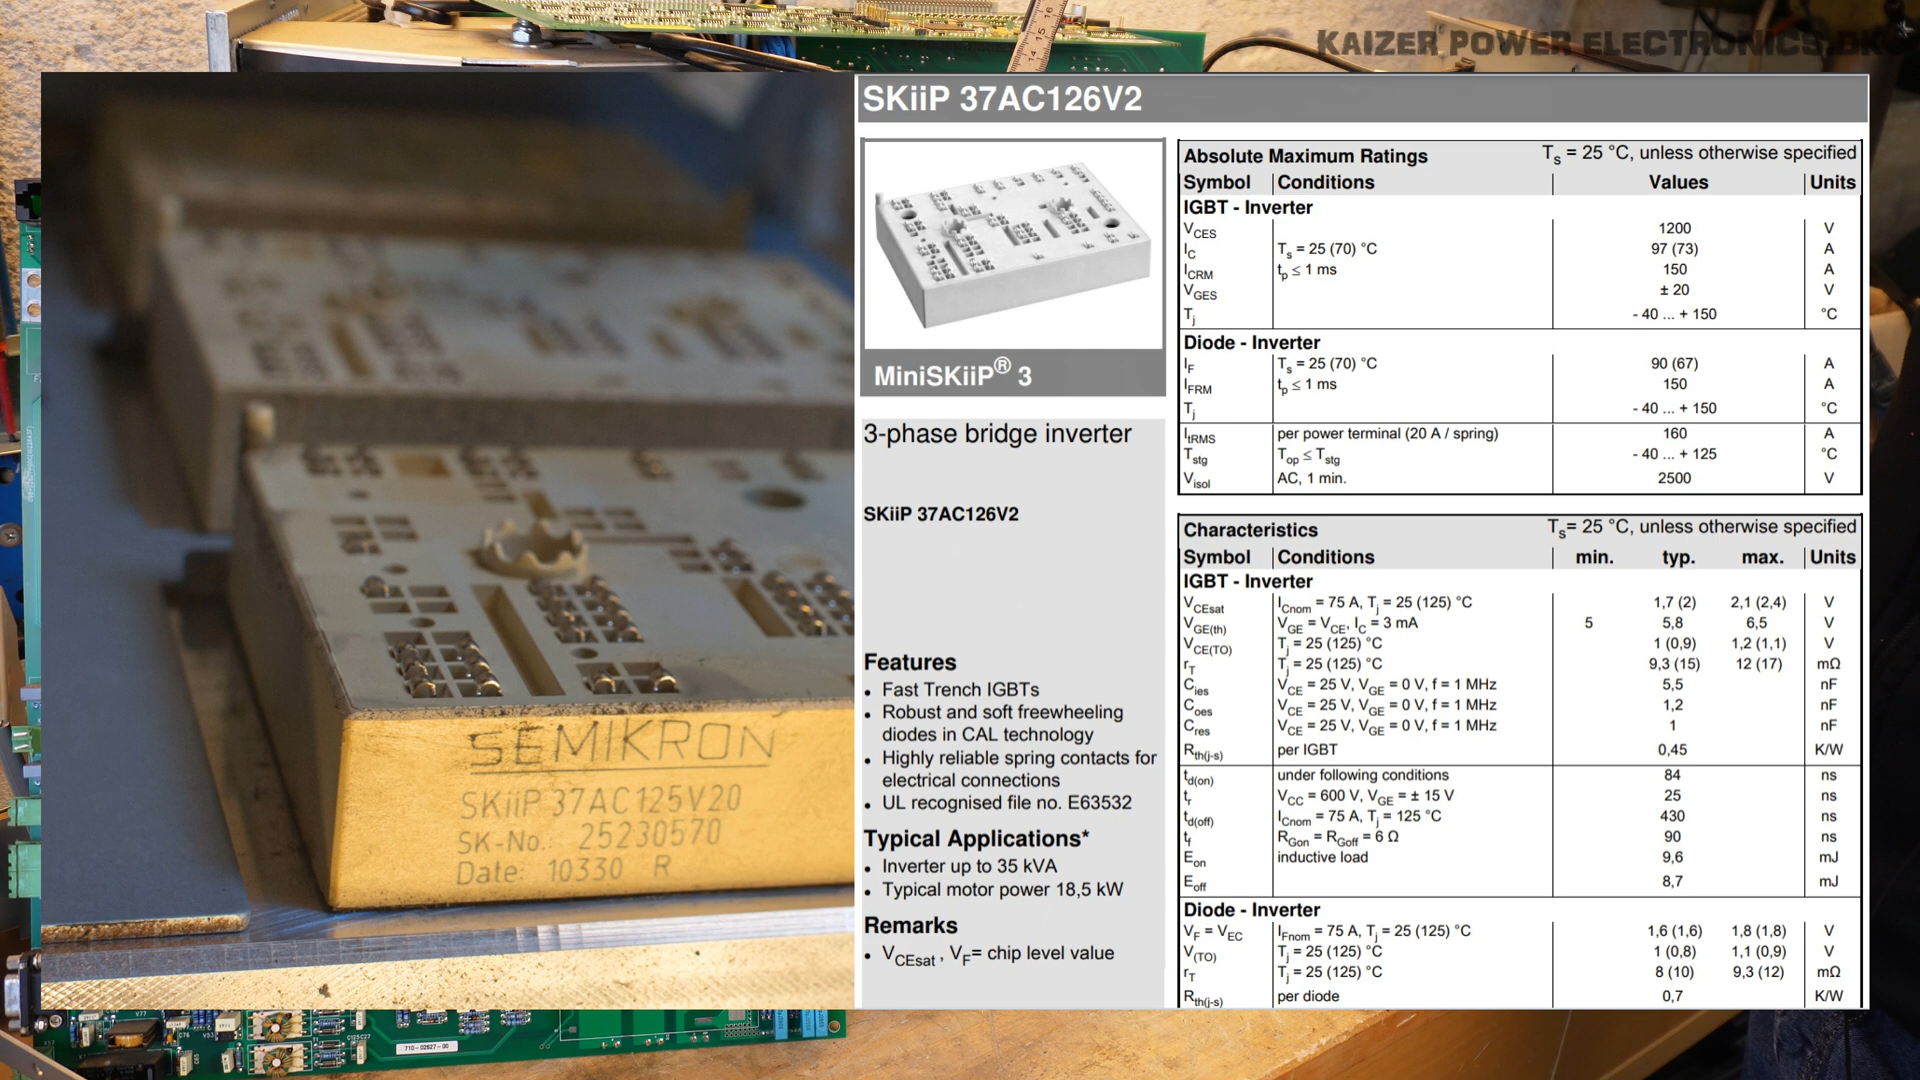 KAIZER POWER ELECTRONICS.DK
SEMIKRON
SKiiP 37AC125V20
SK-No.: 25230570
Date: 10330 R
710-02627-00
SKiiP 37AC126V2
MiniSKiiP® 3
3-phase bridge inverter
SKiiP 37AC126V2
Features
• Fast Trench IGBTs
• Robust and soft freewheeling
diodes in CAL technology
• Highly reliable spring contacts for
electrical connections
• UL recognised file no. E63532
Typical Applications*
• Inverter up to 35 kVA
• Typical motor power 18,5 kW
Remarks
• VCEsat , VF= chip level value
Absolute Maximum Ratings Ts = 25 °C, unless otherwise specified
Symbol Conditions Values Units
IGBT - Inverter
VCES 1200 V
IC Ts = 25 (70) °C 97 (73) A
ICRM tp ≤ 1 ms 150 A
VGES ± 20 V
Tj - 40 ... + 150 °C
Diode - Inverter
IF Ts = 25 (70) °C 90 (67) A
IFRM tp ≤ 1 ms 150 A
Tj - 40 ... + 150 °C
ItRMS per power terminal (20 A / spring) 160 A
Tstg Top ≤ Tstg - 40 ... + 125 °C
Visol AC, 1 min. 2500 V
Characteristics Ts= 25 °C, unless otherwise specified
Symbol Conditions min. typ. max. Units
IGBT - Inverter
VCEsat ICnom = 75 A, Tj = 25 (125) °C 1,7 (2) 2,1 (2,4) V
VGE(th) VGE = VCE, IC = 3 mA 5 5,8 6,5 V
VCE(TO) Tj = 25 (125) °C 1 (0,9) 1,2 (1,1) V
rT Tj = 25 (125) °C 9,3 (15) 12 (17) mΩ
Cies VCE = 25 V, VGE = 0 V, f = 1 MHz 5,5 nF
Coes VCE = 25 V, VGE = 0 V, f = 1 MHz 1,2 nF
Cres VCE = 25 V, VGE = 0 V, f = 1 MHz 1 nF
Rth(j-s) per IGBT 0,45 K/W
td(on) under following conditions 84 ns
tr VCC = 600 V, VGE = ± 15 V 25 ns
td(off) ICnom = 75 A, Tj = 125 °C 430 ns
tf RGon = RGoff = 6 Ω 90 ns
Eon inductive load 9,6 mJ
Eoff 8,7 mJ
Diode - Inverter
VF = VEC IFnom = 75 A, Tj = 25 (125) °C 1,6 (1,6) 1,8 (1,8) V
V(TO) Tj = 25 (125) °C 1 (0,8) 1,1 (0,9) V
rT Tj = 25 (125) °C 8 (10) 9,3 (12) mΩ
Rth(j-s) per diode 0,7 K/W